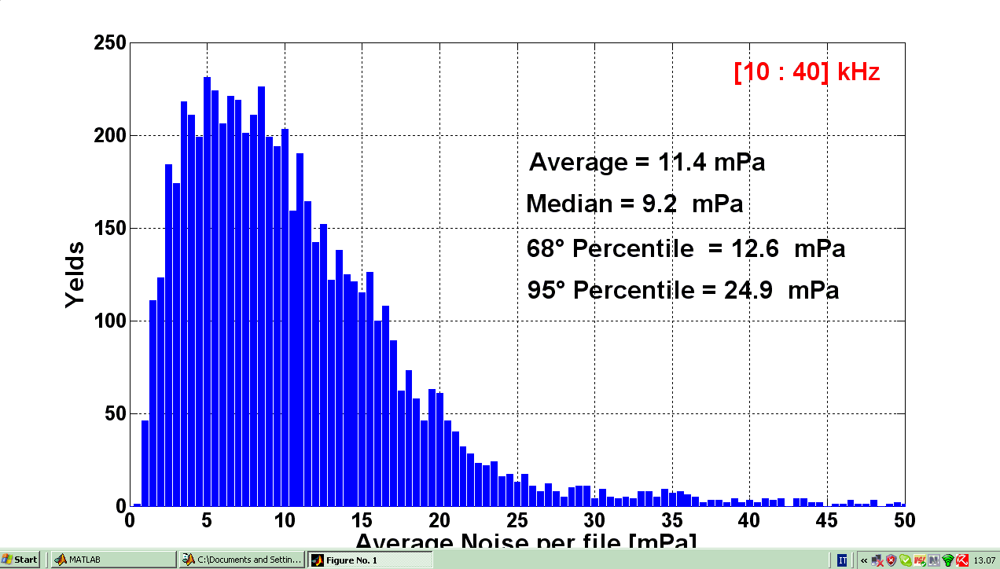 250
[10 : 40] kHz
200
Average = 11.4 mPa
Median = 9.2 mPa
150
68° Percentile = 12.6 mPa
Yelds
95° Percentile = 24.9 mPa
100
50
0
0 5 10 15 20 25 30 35 40 45 50
Average Noise per file [mPa]
Start MATLAB C:\Documents and Settin... Figure No. 1 IT « 13.07